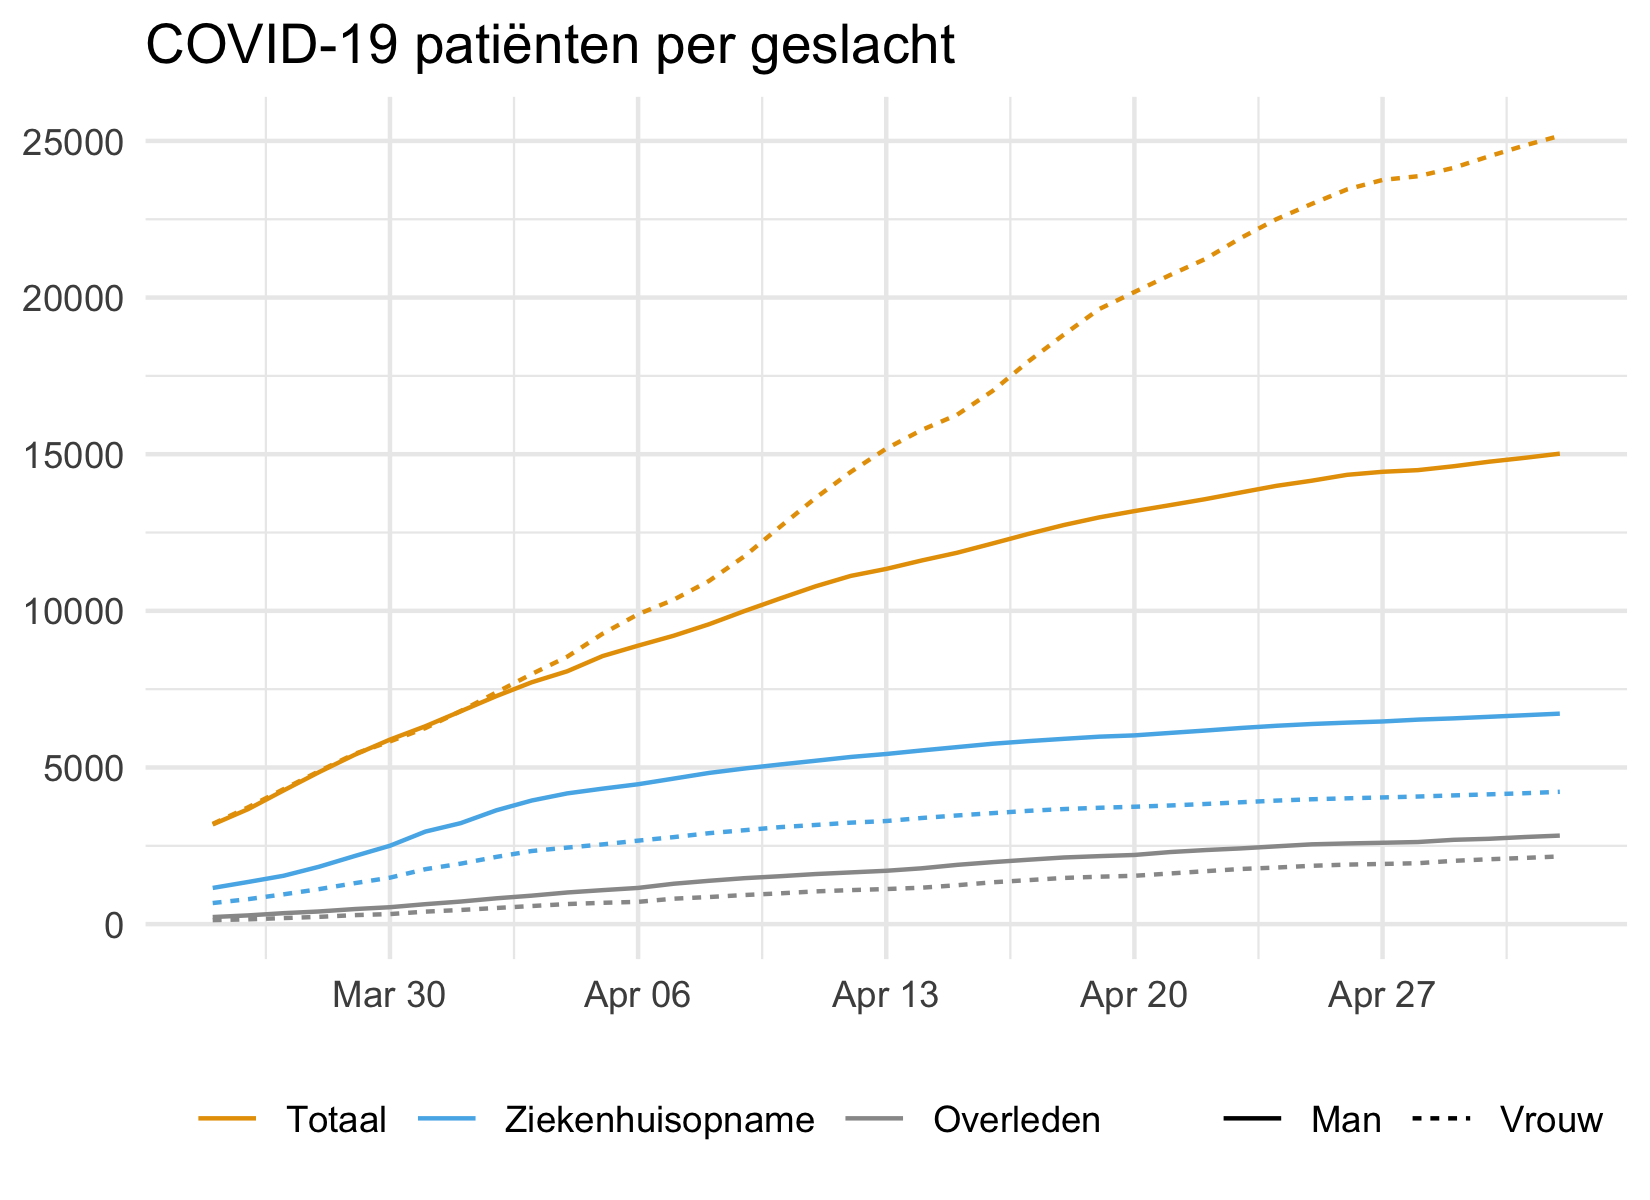 COVID-19 patiënten per geslacht
25000
20000
15000
10000
5000
0
Mar 30 Apr 06 Apr 13 Apr 20 Apr 27
Totaal Ziekenhuisopname Overleden Man Vrouw